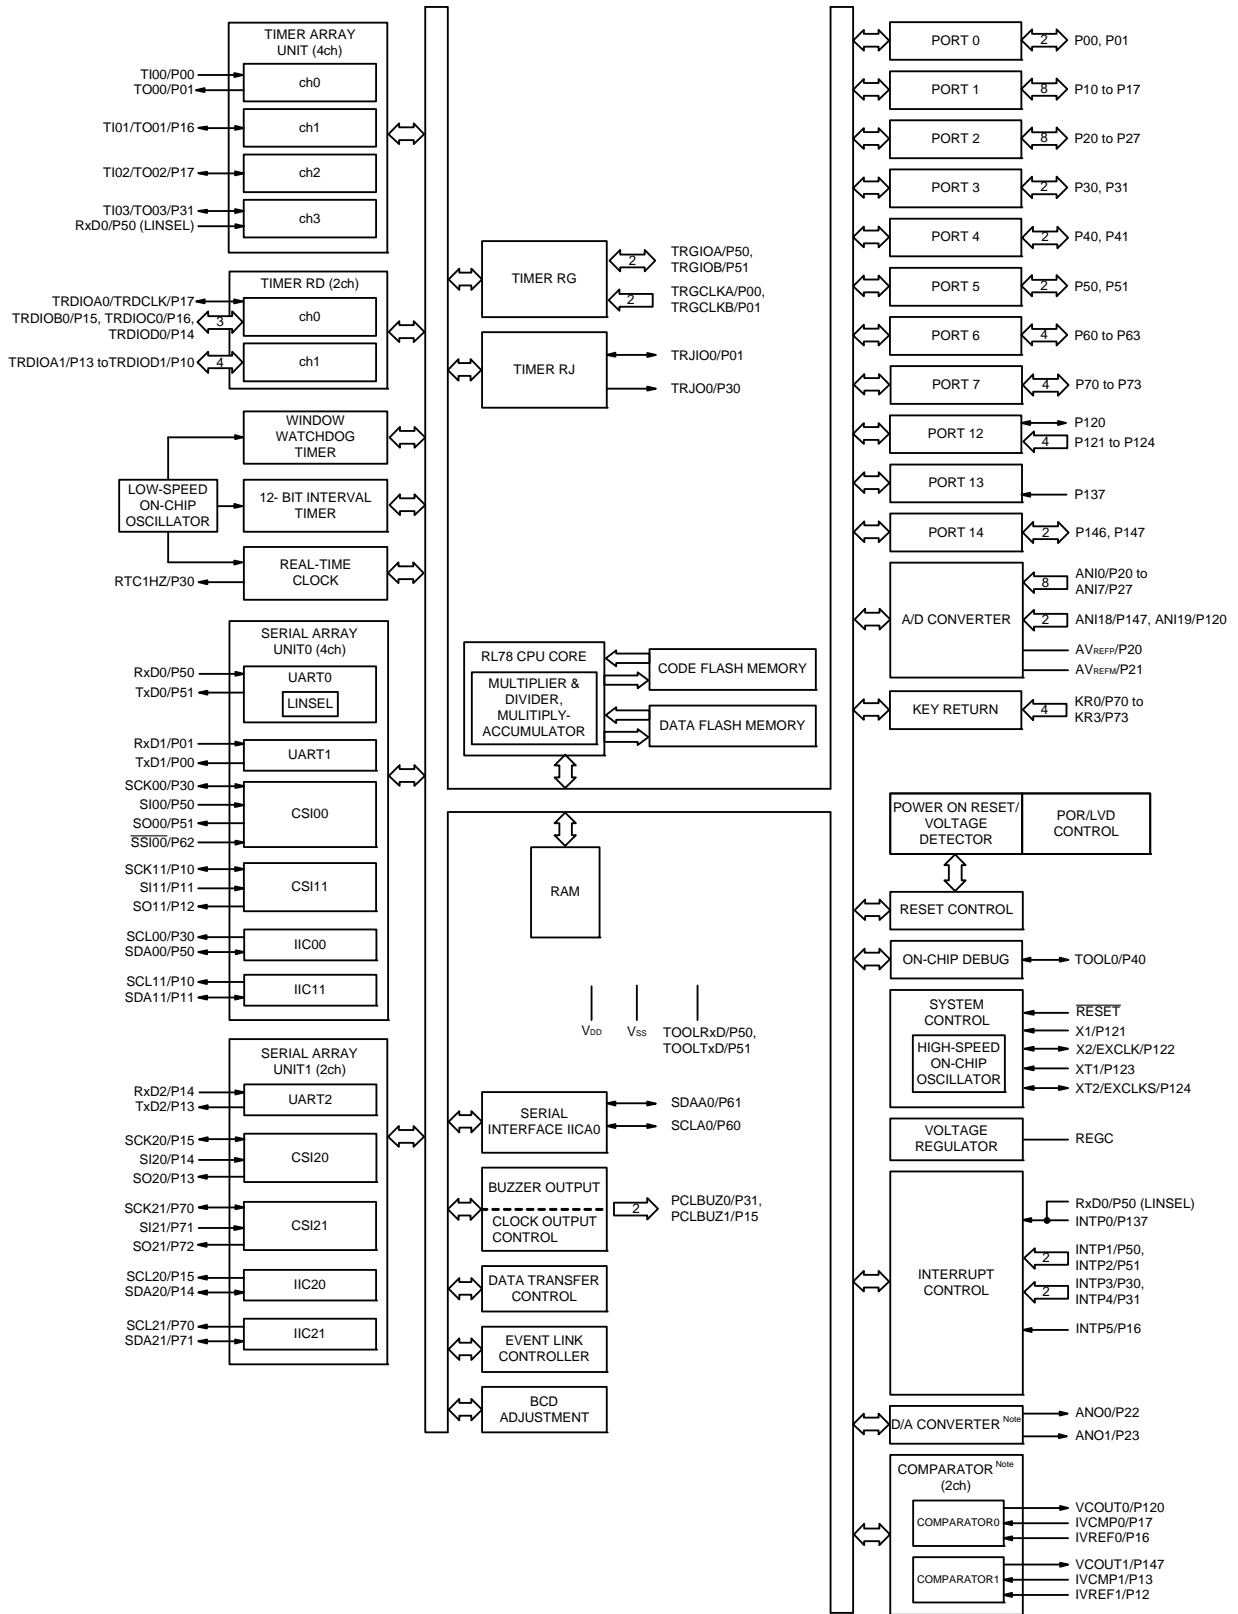 TIMER ARRAY
UNIT (4ch)
TI00/P00
TO00/P01
ch0
TI01/TO01/P16
ch1
TI02/TO02/P17
ch2
TI03/TO03/P31
RxD0/P50 (LINSEL)
ch3
TIMER RD (2ch)
TRDIOA0/TRDCLK/P17
TRDIOB0/P15, TRDIOC0/P16,
TRDIOD0/P14
3
ch0
TRDIOA1/P13 toTRDIOD1/P10
4
ch1
WINDOW
WATCHDOG
TIMER
LOW-SPEED
ON-CHIP
OSCILLATOR
12- BIT INTERVAL
TIMER
REAL-TIME
CLOCK
RTC1HZ/P30
SERIAL ARRAY
UNIT0 (4ch)
RxD0/P50
TxD0/P51
UART0
LINSEL
RxD1/P01
TxD1/P00
UART1
SCK00/P30
SI00/P50
SO00/P51
SSI00/P62
CSI00
SCK11/P10
SI11/P11
SO11/P12
CSI11
SCL00/P30
SDA00/P50
IIC00
SCL11/P10
SDA11/P11
IIC11
SERIAL ARRAY
UNIT1 (2ch)
RxD2/P14
TxD2/P13
UART2
SCK20/P15
SI20/P14
SO20/P13
CSI20
SCK21/P70
SI21/P71
SO21/P72
CSI21
SCL20/P15
SDA20/P14
IIC20
SCL21/P70
SDA21/P71
IIC21
TIMER RG
2
TRGIOA/P50,
TRGIOB/P51
2
TRGCLKA/P00,
TRGCLKB/P01
TIMER RJ
TRJIO0/P01
TRJO0/P30
RL78 CPU CORE
MULTIPLIER &
DIVIDER,
MULITIPLY-
ACCUMULATOR
CODE FLASH MEMORY
DATA FLASH MEMORY
RAM
VDD
VSS
TOOLRxD/P50,
TOOLTxD/P51
SERIAL
INTERFACE IICA0
SDAA0/P61
SCLA0/P60
BUZZER OUTPUT
CLOCK OUTPUT
CONTROL
2
PCLBUZ0/P31,
PCLBUZ1/P15
DATA TRANSFER
CONTROL
EVENT LINK
CONTROLLER
BCD
ADJUSTMENT
PORT 0
2
P00, P01
PORT 1
8
P10 to P17
PORT 2
8
P20 to P27
PORT 3
2
P30, P31
PORT 4
2
P40, P41
PORT 5
2
P50, P51
PORT 6
4
P60 to P63
PORT 7
4
P70 to P73
PORT 12
P120
4
P121 to P124
PORT 13
P137
PORT 14
2
P146, P147
A/D CONVERTER
8
ANI0/P20 to
ANI7/P27
2
ANI18/P147, ANI19/P120
AVREFP/P20
AVREFM/P21
KEY RETURN
4
KR0/P70 to
KR3/P73
POWER ON RESET/
VOLTAGE
DETECTOR
POR/LVD
CONTROL
RESET CONTROL
ON-CHIP DEBUG
TOOL0/P40
SYSTEM
CONTROL
HIGH-SPEED
ON-CHIP
OSCILLATOR
RESET
X1/P121
X2/EXCLK/P122
XT1/P123
XT2/EXCLKS/P124
VOLTAGE
REGULATOR
REGC
INTERRUPT
CONTROL
RxD0/P50 (LINSEL)
INTP0/P137
2
INTP1/P50,
INTP2/P51
2
INTP3/P30,
INTP4/P31
INTP5/P16
D/A CONVERTER Note
ANO0/P22
ANO1/P23
COMPARATOR Note
(2ch)
COMPARATOR0
VCOUT0/P120
IVCMP0/P17
IVREF0/P16
COMPARATOR1
VCOUT1/P147
IVCMP1/P13
IVREF1/P12